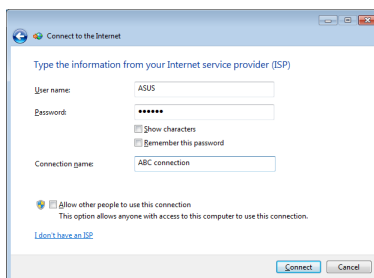 Connect to the Internet
Type the information from your Internet service provider (ISP)
User name: ASUS
Password: ••••••
Show characters
Remember this password
Connection name: ABC connection
Allow other people to use this connection
This option allows anyone with access to this computer to use this connection.
I don't have an ISP
Connect Cancel